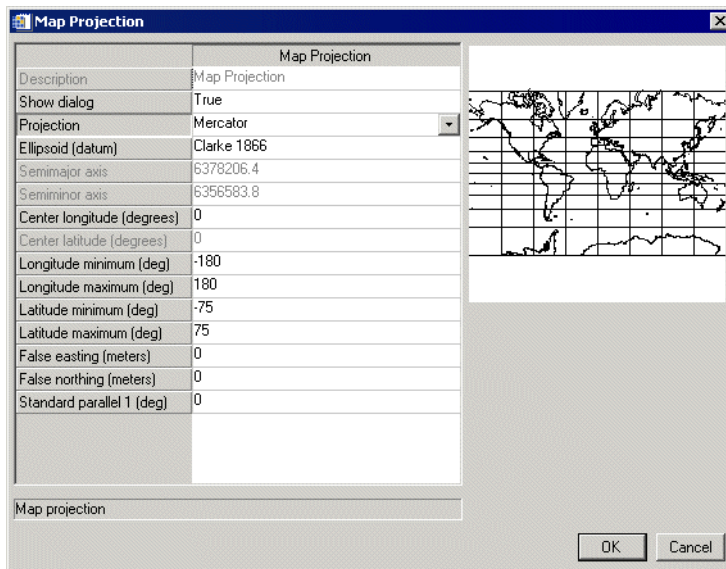 Map Projection
Map Projection
Description Map Projection
Show dialog True
Projection Mercator
Ellipsoid (datum) Clarke 1866
Semimajor axis 6378206.4
Semiminor axis 6356583.8
Center longitude (degrees) 0
Center latitude (degrees) 0
Longitude minimum (deg) -180
Longitude maximum (deg) 180
Latitude minimum (deg) -75
Latitude maximum (deg) 75
False easting (meters) 0
False northing (meters) 0
Standard parallel 1 (deg) 0
Map projection
OK Cancel